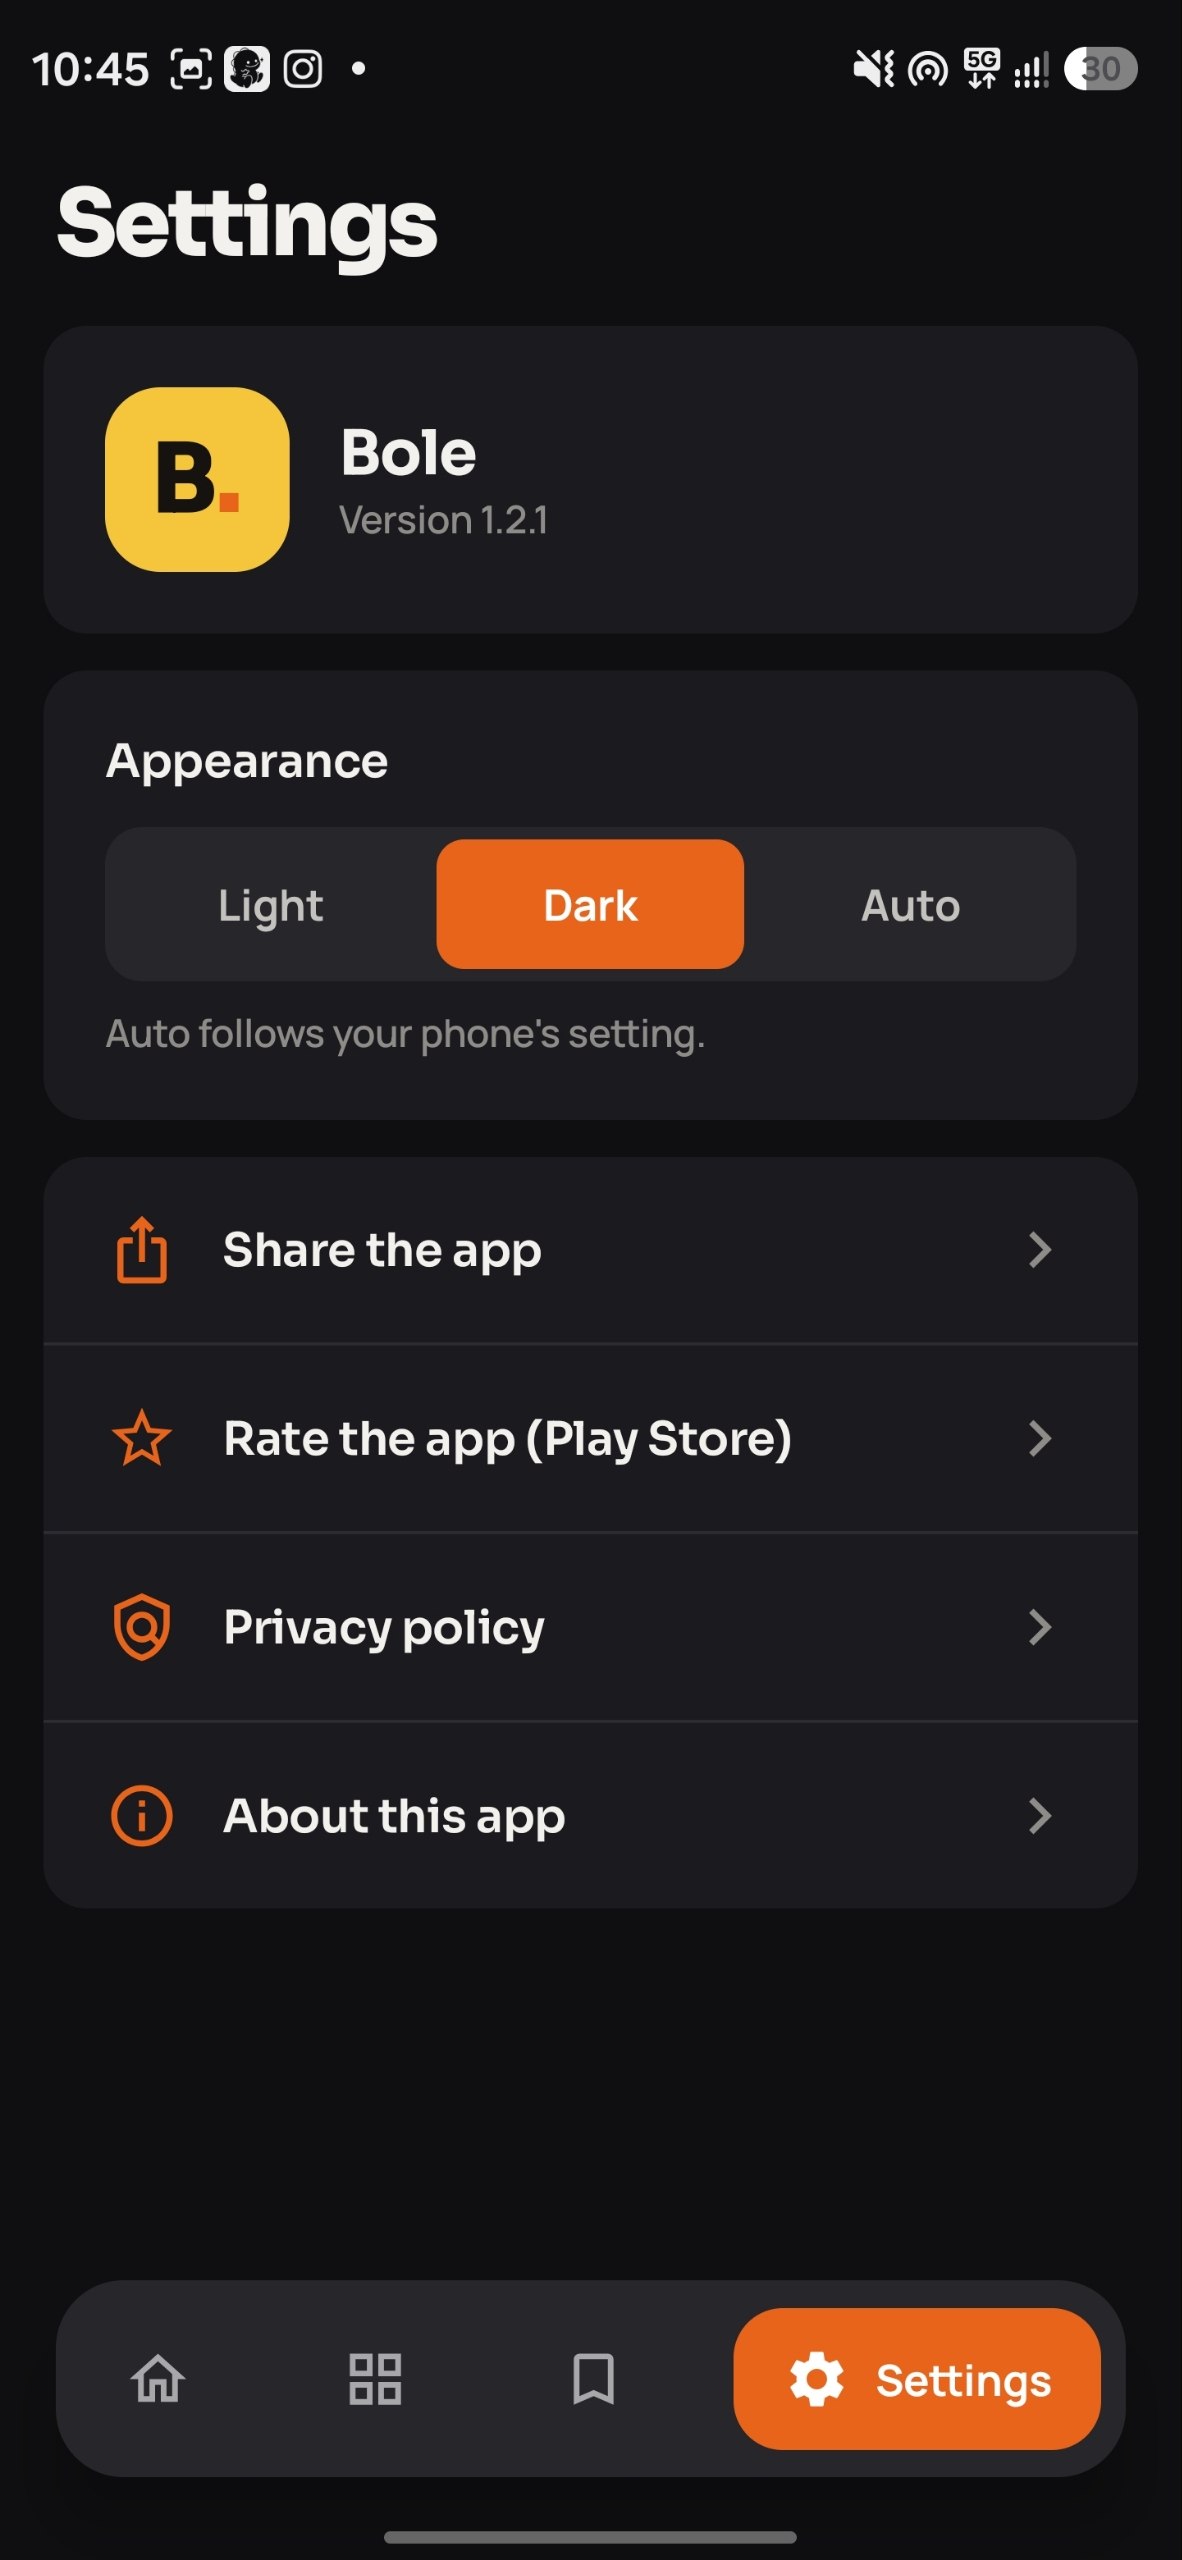 10:45
5G
30
Settings
B.
Bole
Version 1.2.1
Appearance
Light
Dark
Auto
Auto follows your phone's setting.
Share the app
Rate the app (Play Store)
Privacy policy
About this app
Settings